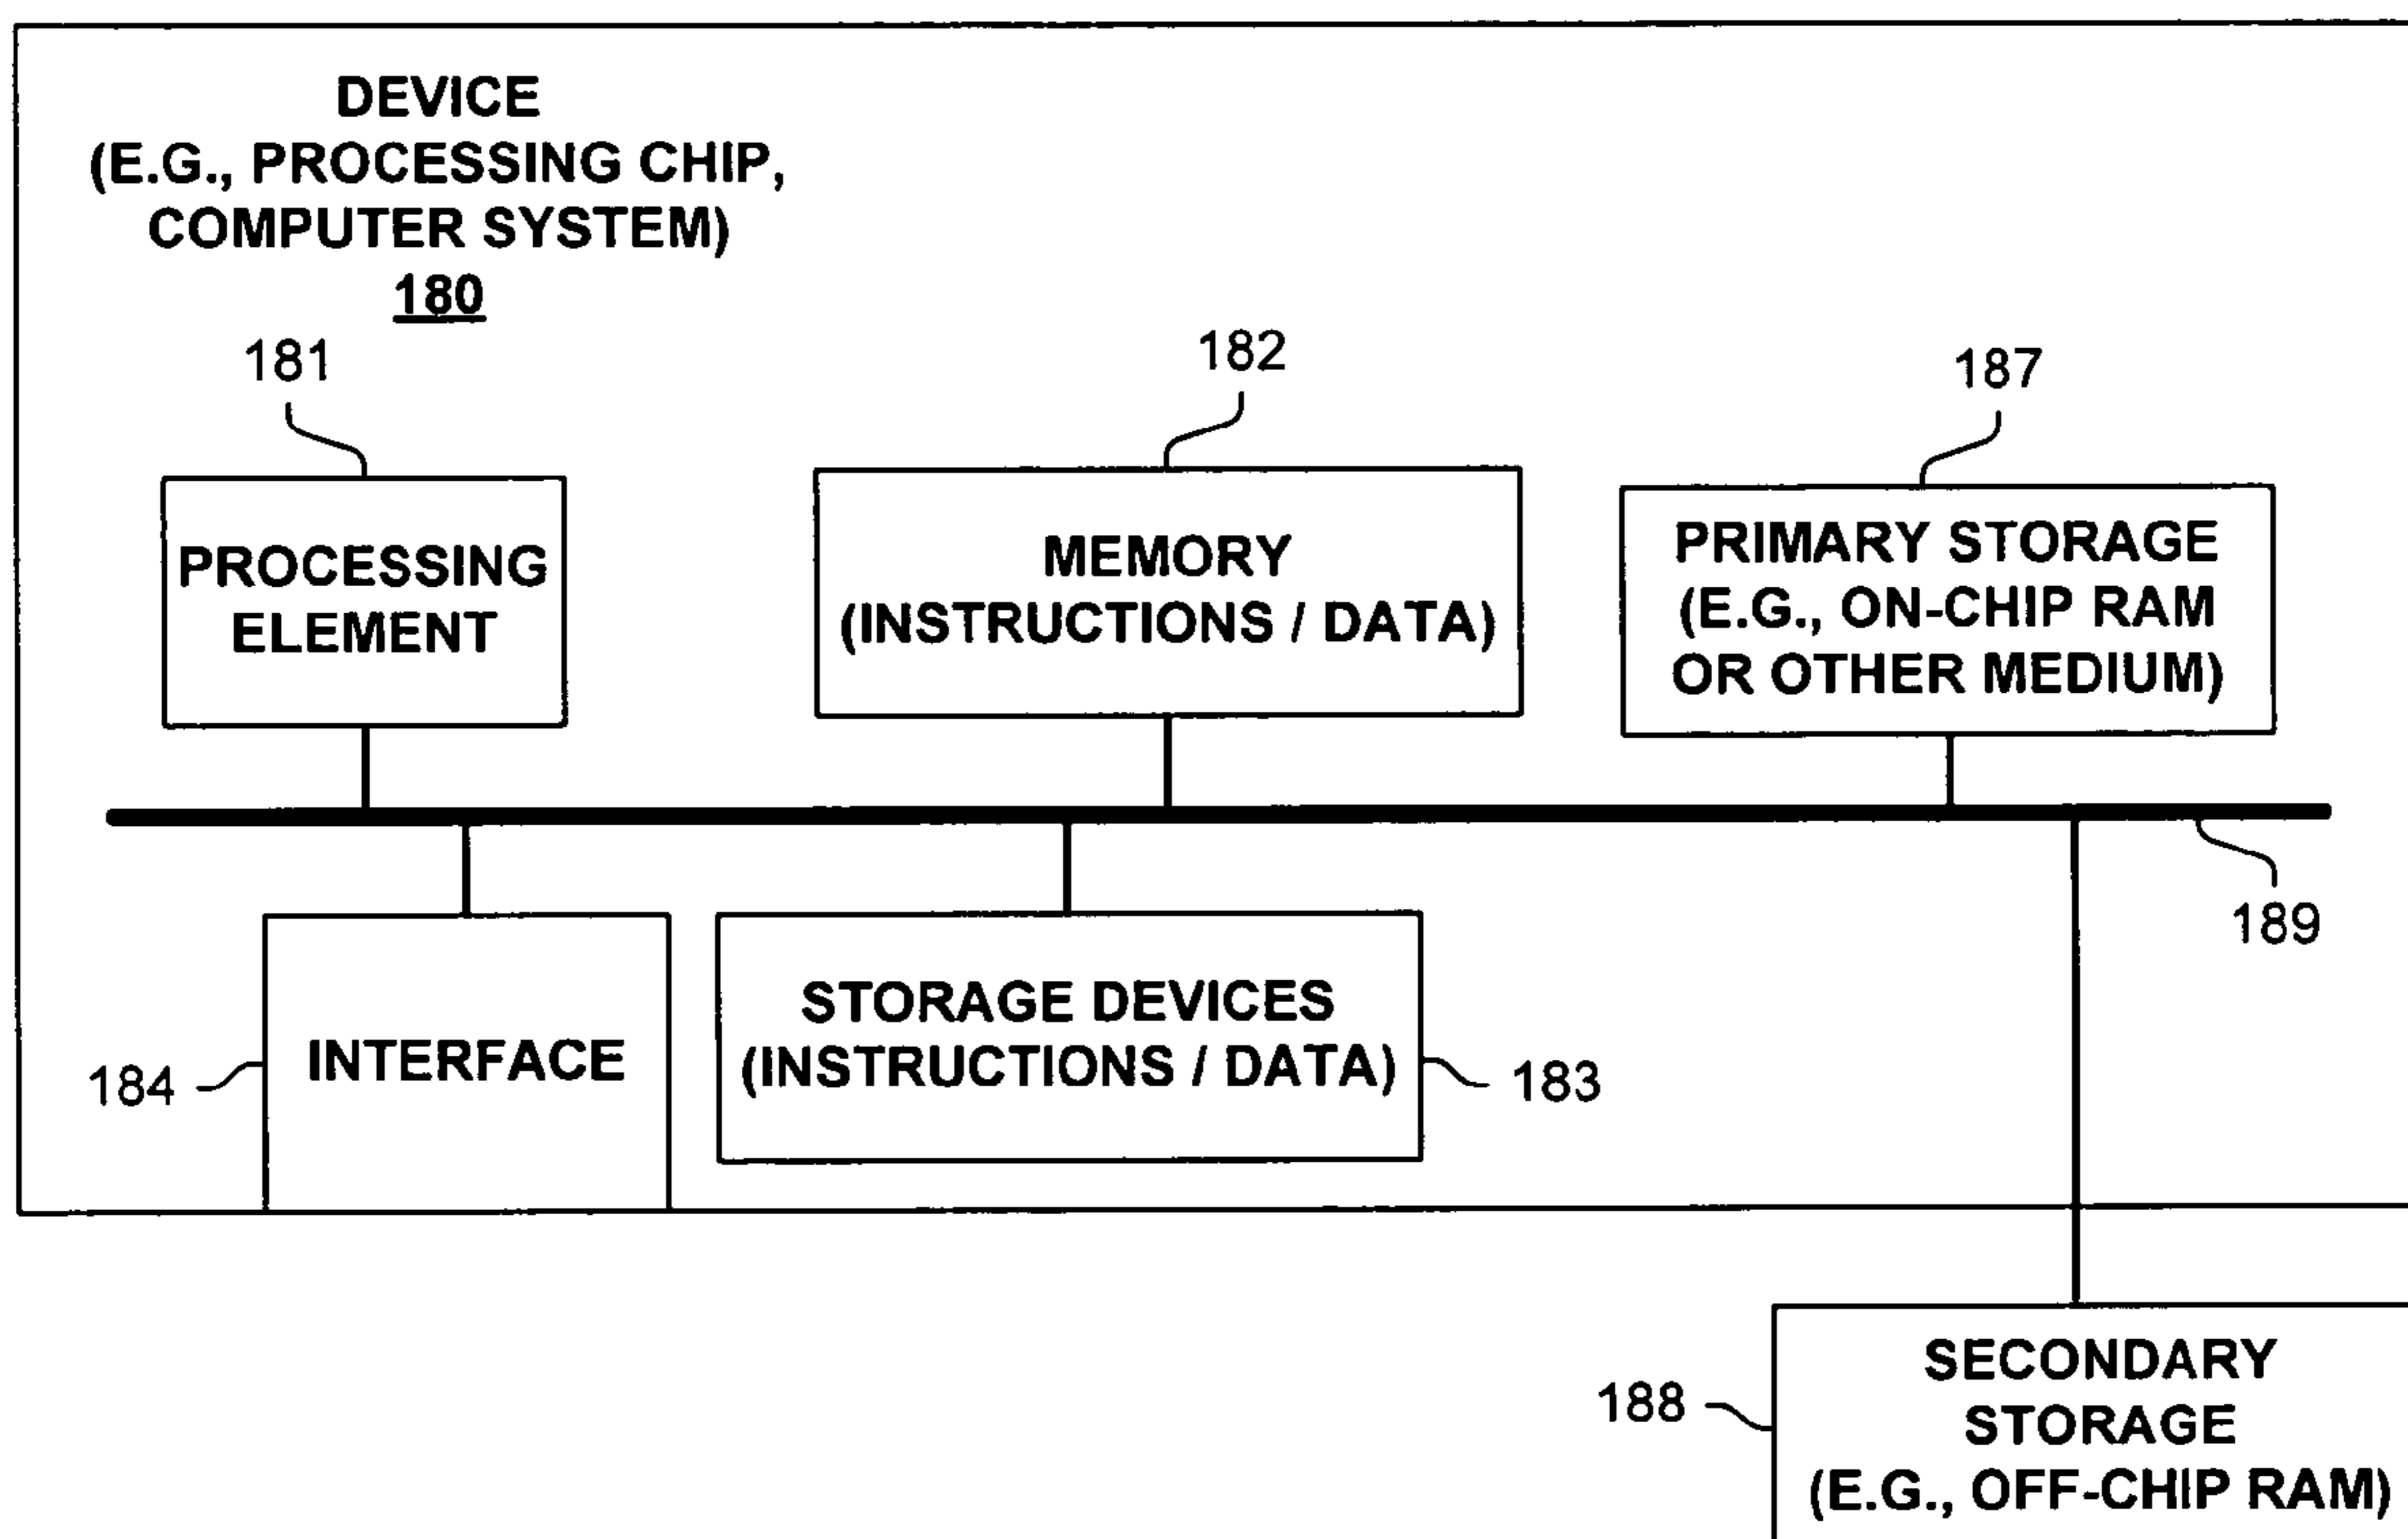 DEVICE
(E.G., PROCESSING CHIP,
COMPUTER SYSTEM)
180
181
182
187
PROCESSING
ELEMENT
MEMORY
(INSTRUCTIONS / DATA)
PRIMARY STORAGE
(E.G., ON-CHIP RAM
OR OTHER MEDIUM)
189
184
INTERFACE
STORAGE DEVICES
(INSTRUCTIONS / DATA)
183
188
SECONDARY
STORAGE
(E.G., OFF-CHIP RAM)